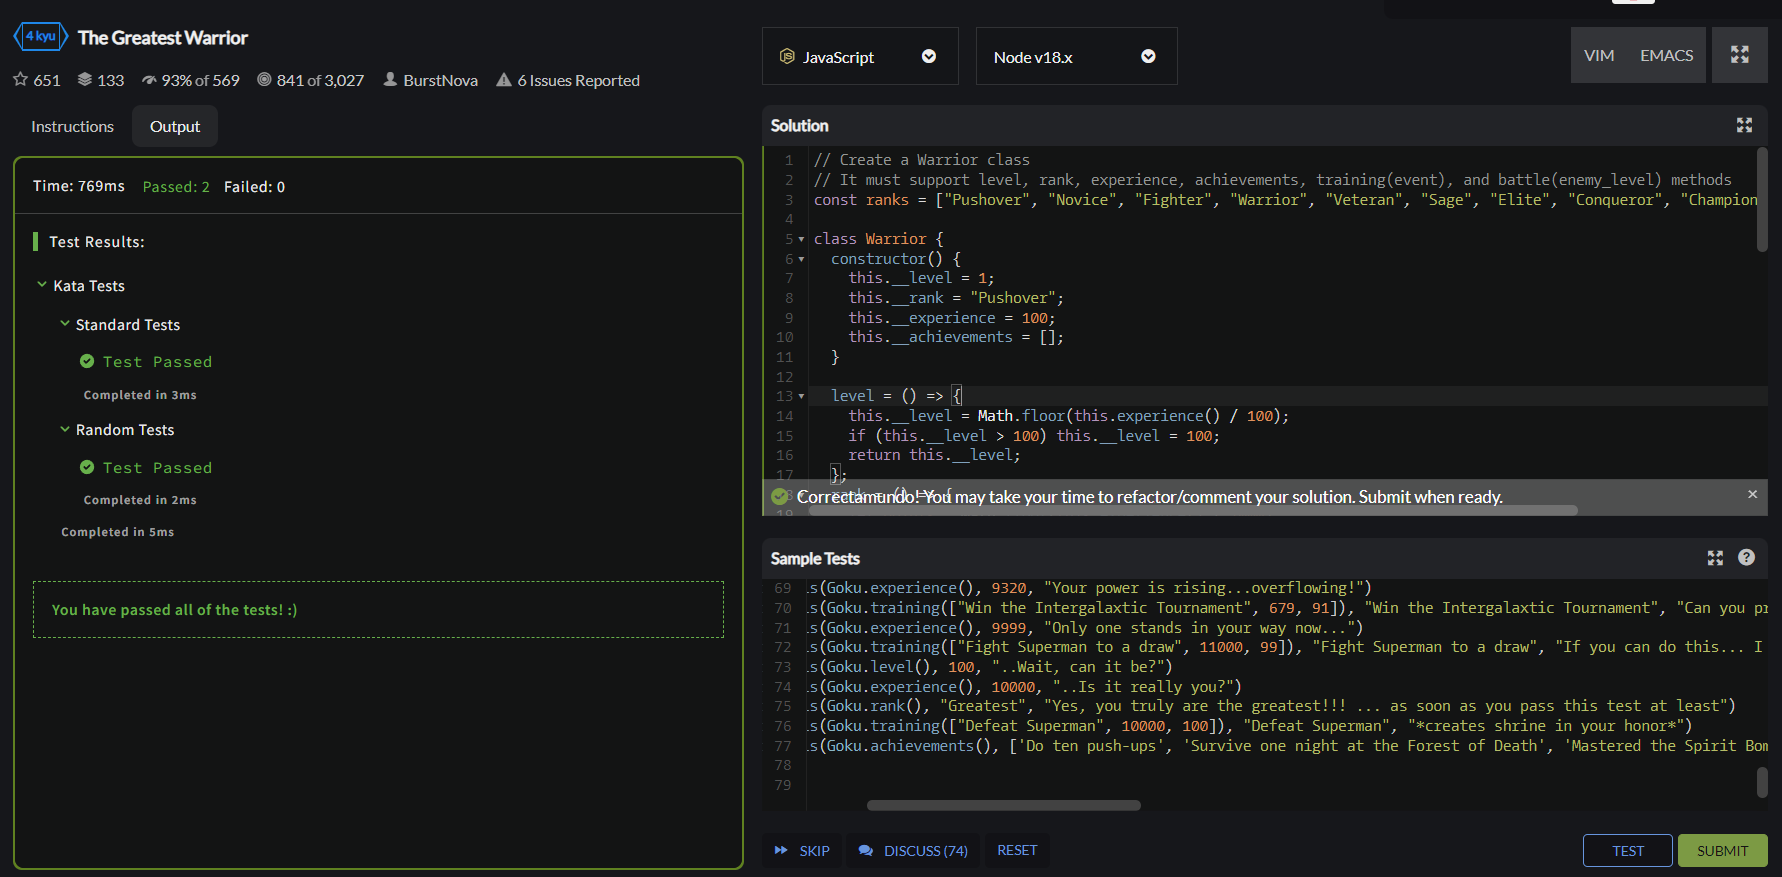 4 kyu The Greatest Warrior
651 133 93% of 569 841 of 3,027 BurstNova 6 Issues Reported
Instructions Output
Time: 769ms Passed: 2 Failed: 0
Test Results:
Kata Tests
Standard Tests
Test Passed
Completed in 3ms
Random Tests
Test Passed
Completed in 2ms
Completed in 5ms
You have passed all of the tests! :)
JavaScript Node v18.x VIM EMACS
Solution
1 // Create a Warrior class
2 // It must support level, rank, experience, achievements, training(event), and battle(enemy_level) methods
3 const ranks = ["Pushover", "Novice", "Fighter", "Warrior", "Veteran", "Sage", "Elite", "Conqueror", "Champion
4
5 class Warrior {
6 constructor() {
7 this.__level = 1;
8 this.__rank = "Pushover";
9 this.__experience = 100;
10 this.__achievements = [];
11 }
12
13 level = () => {
14 this.__level = Math.floor(this.experience() / 100);
15 if (this.__level > 100) this.__level = 100;
16 return this.__level;
17 };
Correctamundo! You may take your time to refactor/comment your solution. Submit when ready.
19
Sample Tests
69 .s(Goku.experience(), 9320, "Your power is rising...overflowing!")
70 .s(Goku.training(["Win the Intergalaxtic Tournament", 679, 91]), "Win the Intergalaxtic Tournament", "Can you pr
71 .s(Goku.experience(), 9999, "Only one stands in your way now...")
72 .s(Goku.training(["Fight Superman to a draw", 11000, 99]), "Fight Superman to a draw", "If you can do this... I
73 .s(Goku.level(), 100, "..Wait, can it be?")
74 .s(Goku.experience(), 10000, "..Is it really you?")
75 .s(Goku.rank(), "Greatest", "Yes, you truly are the greatest!!! ... as soon as you pass this test at least")
76 .s(Goku.training(["Defeat Superman", 10000, 100]), "Defeat Superman", "*creates shrine in your honor*")
77 .s(Goku.achievements(), ['Do ten push-ups', 'Survive one night at the Forest of Death', 'Mastered the Spirit Bom
78
79
SKIP DISCUSS (74) RESET TEST SUBMIT